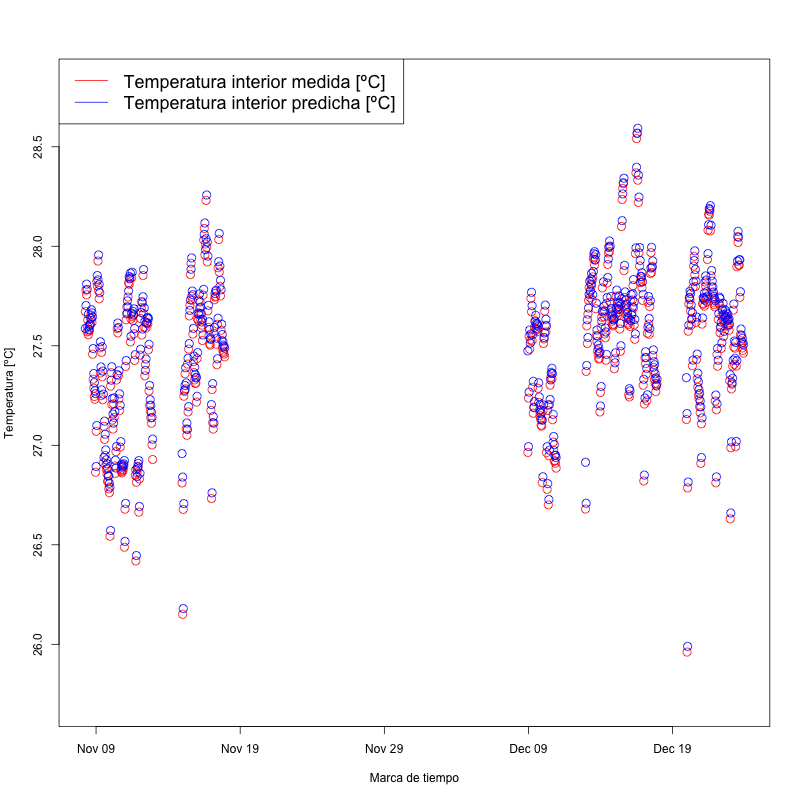 Temperatura interior medida [ºC]
Temperatura interior predicha [ºC]
28.5
28.0
27.5
27.0
26.5
26.0
Temperatura [ºC]
Nov 09 Nov 19 Nov 29 Dec 09 Dec 19
Marca de tiempo